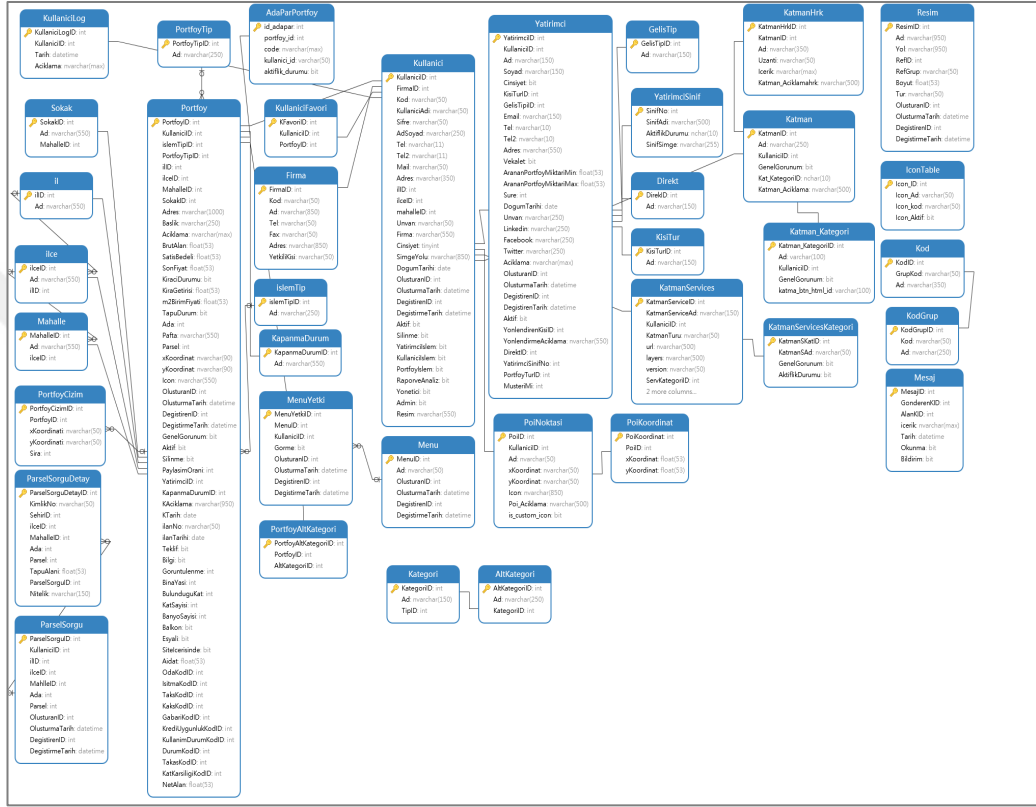 KullaniciLog
KullaniciLogID: int
KullaniciID: int
Tarih: datetime
Aciklama: nvarchar(max)
PortfoyTip
PortfoyTipID: int
Ad: nvarchar(250)
AdaParPortfoy
id_adapar: int
portfoy_id: int
code: nvarchar(max)
kullanici_id: nvarchar(50)
aktiflik_durumu: bit
Kullanici
KullaniciID: int
FirmaID: int
Kod: nvarchar(50)
KullaniciAdi: nvarchar(50)
Sifre: nvarchar(50)
AdSoyad: nvarchar(250)
Tel: nvarchar(11)
Tel2: nvarchar(11)
Mail: nvarchar(50)
Adres: nvarchar(350)
ilID: int
ilceID: int
mahalleID: int
Unvan: nvarchar(50)
Firma: nvarchar(550)
Cinsiyet: tinyint
SimgeYolu: nvarchar(850)
DogumTarihi: date
OlusturanID: int
OlusturmaTarih: datetime
DegistirenID: int
DegistirmeTarih: datetime
Aktif: bit
Silinme: bit
YatirimciIslem: bit
KullaniciIslem: bit
PortfoyIslem: bit
RaporveAnaliz: bit
Yonetici: bit
Admin: bit
Resim: nvarchar(550)
Yatirimci
YatirimciID: int
KullaniciID: int
Ad: nvarchar(150)
Soyad: nvarchar(150)
Cinsiyet: bit
KisiTurID: int
GelisTipiID: int
Email: nvarchar(150)
Tel: nvarchar(10)
Tel2: nvarchar(10)
Adres: nvarchar(550)
Vekalet: bit
ArananPortfoyMiktariMin: float(53)
ArananPortfoyMiktariMax: float(53)
Sure: int
DogumTarihi: date
Unvan: nvarchar(250)
Linkedin: nvarchar(250)
Facebook: nvarchar(250)
Twitter: nvarchar(250)
Aciklama: nvarchar(max)
OlusturanID: int
OlusturmaTarih: datetime
DegistirenID: int
DegistirenTarih: datetime
Aktif: bit
YonlendirenKisiID: int
YonlendirmeAciklama: nvarchar(550)
DirektID: int
YatirimciSinifNo: int
PortfoyTurID: int
MusteriMi: int
GelisTip
GelisTipID: int
Ad: nvarchar(150)
YatirimciSinif
SinifNo: int
SinifAdi: nvarchar(500)
AktiflikDurumu: nchar(10)
SinifSimge: nvarchar(255)
Direkt
DirekID: int
Ad: nvarchar(150)
KisiTur
KisiTurID: int
Ad: nvarchar(150)
KatmanServices
KatmanServiceID: int
KatmanServiceAd: nvarchar(150)
KullaniciID: int
KatmanTuru: nvarchar(50)
url: nvarchar(500)
layers: nvarchar(500)
version: nvarchar(50)
ServKategoriID: int
2 more columns...
KatmanHrk
KatmanHrkID: int
KatmanID: int
Ad: nvarchar(350)
Uzanti: nvarchar(50)
Icerik: nvarchar(max)
Katman_Aciklamahrk: nvarchar(500)
Katman
KatmanID: int
Ad: nvarchar(250)
KullaniciID: int
GenelGorunum: bit
Kat_KategoriID: nchar(10)
Katman_Aciklama: nvarchar(500)
Katman_Kategori
Katman_KategoriID: int
Ad: varchar(100)
KullaniciID: int
GenelGorunum: bit
katma_btn_html_id: varchar(100)
KatmanServicesKategori
KatmanSKatID: int
KatmanSAd: nvarchar(50)
GenelGorunum: bit
AktiflikDurumu: bit
Resim
ResimID: int
Ad: nvarchar(950)
Yol: nvarchar(950)
RefID: int
RefGrup: nvarchar(50)
Boyut: float(53)
Tur: nvarchar(50)
OlusturanID: int
OlusturmaTarih: datetime
DegistirenID: int
DegistirmeTarih: datetime
IconTable
Icon_ID: int
Icon_Ad: nvarchar(50)
Icon_kod: nvarchar(50)
Icon_Aktif: bit
Kod
KodID: int
GrupKod: nvarchar(50)
Ad: nvarchar(350)
KodGrup
KodGrupID: int
Kod: nvarchar(50)
Ad: nvarchar(250)
Mesaj
MesajID: int
GonderenKID: int
AlanKID: int
icerik: nvarchar(max)
Tarih: datetime
Okunma: bit
Bildirim: bit
Sokak
SokakID: int
Ad: nvarchar(550)
MahalleID: int
il
ilID: int
Ad: nvarchar(550)
ilce
ilceID: int
Ad: nvarchar(550)
ilID: int
Mahalle
MahalleID: int
Ad: nvarchar(550)
ilceID: int
PortfoyCizim
PortfoyCizimID: int
PortfoyID: int
xKoordinati: nvarchar(50)
yKoordinati: nvarchar(50)
Sira: int
ParselSorguDetay
ParselSorguDetayID: int
KimlikNo: nvarchar(50)
SehirID: int
ilceID: int
MahalleID: int
Ada: int
Parsel: int
TapuAlani: float(53)
ParselSorguID: int
Nitelik: nvarchar(150)
ParselSorgu
ParselSorguID: int
KullaniciID: int
ilID: int
ilceID: int
MahlleID: int
Ada: int
Parsel: int
OlusturanID: int
OlusturmaTarih: datetime
DegistirenID: int
DegistirmeTarih: datetime
Portfoy
PortfoyID: int
KullaniciID: int
islemTipID: int
PortfoyTipID: int
ilID: int
ilceID: int
MahalleID: int
SokakID: int
Adres: nvarchar(1000)
Baslik: nvarchar(250)
Aciklama: nvarchar(max)
BrutAlan: float(53)
SatisBedeli: float(53)
SonFiyat: float(53)
KiraciDurumu: bit
KiraGetirisi: float(53)
m2BirimFiyati: float(53)
TapuDurum: bit
Ada: int
Pafta: nvarchar(550)
Parsel: int
xKoordinat: nvarchar(90)
yKoordinat: nvarchar(90)
Icon: nvarchar(550)
OlusturanID: int
OlusturmaTarih: datetime
DegistirenID: int
DegistirmeTarih: datetime
GenelGorunum: bit
Aktif: bit
Silinme: bit
PaylasimOrani: int
YatirimciID: int
KapanmaDurumID: int
KAciklama: nvarchar(950)
KTarih: date
ilanNo: nvarchar(50)
ilanTarihi: date
Teklif: bit
Bilgi: bit
Goruntulenme: int
BinaYasi: int
BulunduguKat: int
KatSayisi: int
BanyoSayisi: int
Balkon: bit
Esyali: bit
SiteIcerisinde: bit
Aidat: float(53)
OdaKodID: int
IsitmaKodID: int
TaksKodID: int
KaksKodID: int
GabariKodID: int
KrediUygunlukKodID: int
KullanimDurumKodID: int
DurumKodID: int
TakasKodID: int
KatKarsiligiKodID: int
NetAlan: float(53)
KullaniciFavori
KFavoriID: int
KullaniciID: int
PortfoyID: int
Firma
FirmaID: int
Kod: nvarchar(50)
Ad: nvarchar(850)
Tel: nvarchar(50)
Fax: nvarchar(50)
Adres: nvarchar(850)
YetkiliKisi: nvarchar(50)
islemTip
islemTipID: int
Ad: nvarchar(250)
KapanmaDurum
KapanmaDurumID: int
Ad: nvarchar(550)
MenuYetki
MenuYetkiID: int
MenuID: int
KullaniciID: int
Gorme: bit
OlusturanID: int
OlusturmaTarih: datetime
DegistirenID: int
DegistirmeTarih: datetime
PortfoyAltKategori
PortfoyAltKategoriID: int
PortfoyID: int
AltKategoriID: int
Menu
MenuID: int
Ad: nvarchar(50)
OlusturanID: int
OlusturmaTarih: datetime
DegistirenID: int
DegistirmeTarih: datetime
PoiNoktasi
PoiID: int
KullaniciID: int
Ad: nvarchar(50)
xKoordinat: nvarchar(50)
yKoordinat: nvarchar(50)
Icon: nvarchar(850)
Poi_Aciklama: nvarchar(500)
is_custom_icon: bit
PoiKoordinat
PoiKoordinat: int
PoiID: int
xKoordinat: float(53)
yKoordinat: float(53)
Kategori
KategoriID: int
Ad: nvarchar(150)
TipID: int
AltKategori
AltKategoriID: int
Ad: nvarchar(250)
KategoriID: int